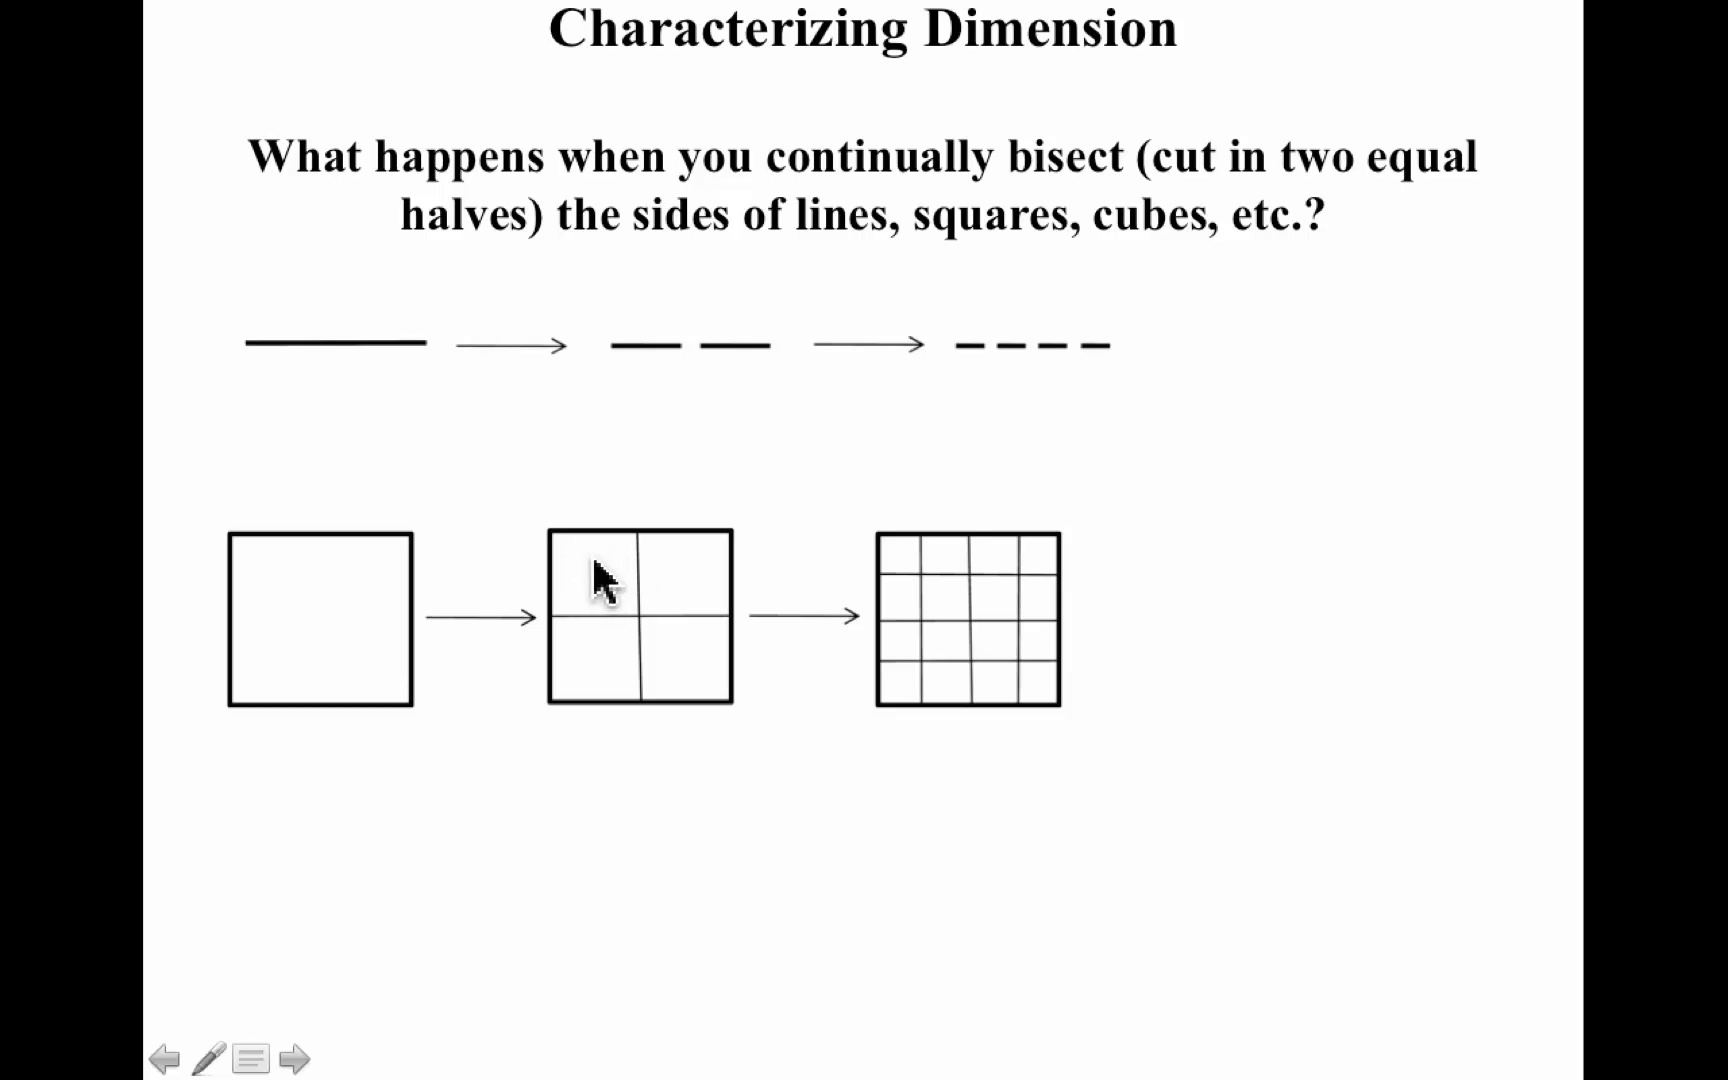 Characterizing Dimension
What happens when you continually bisect (cut in two equal
halves) the sides of lines, squares, cubes, etc.?